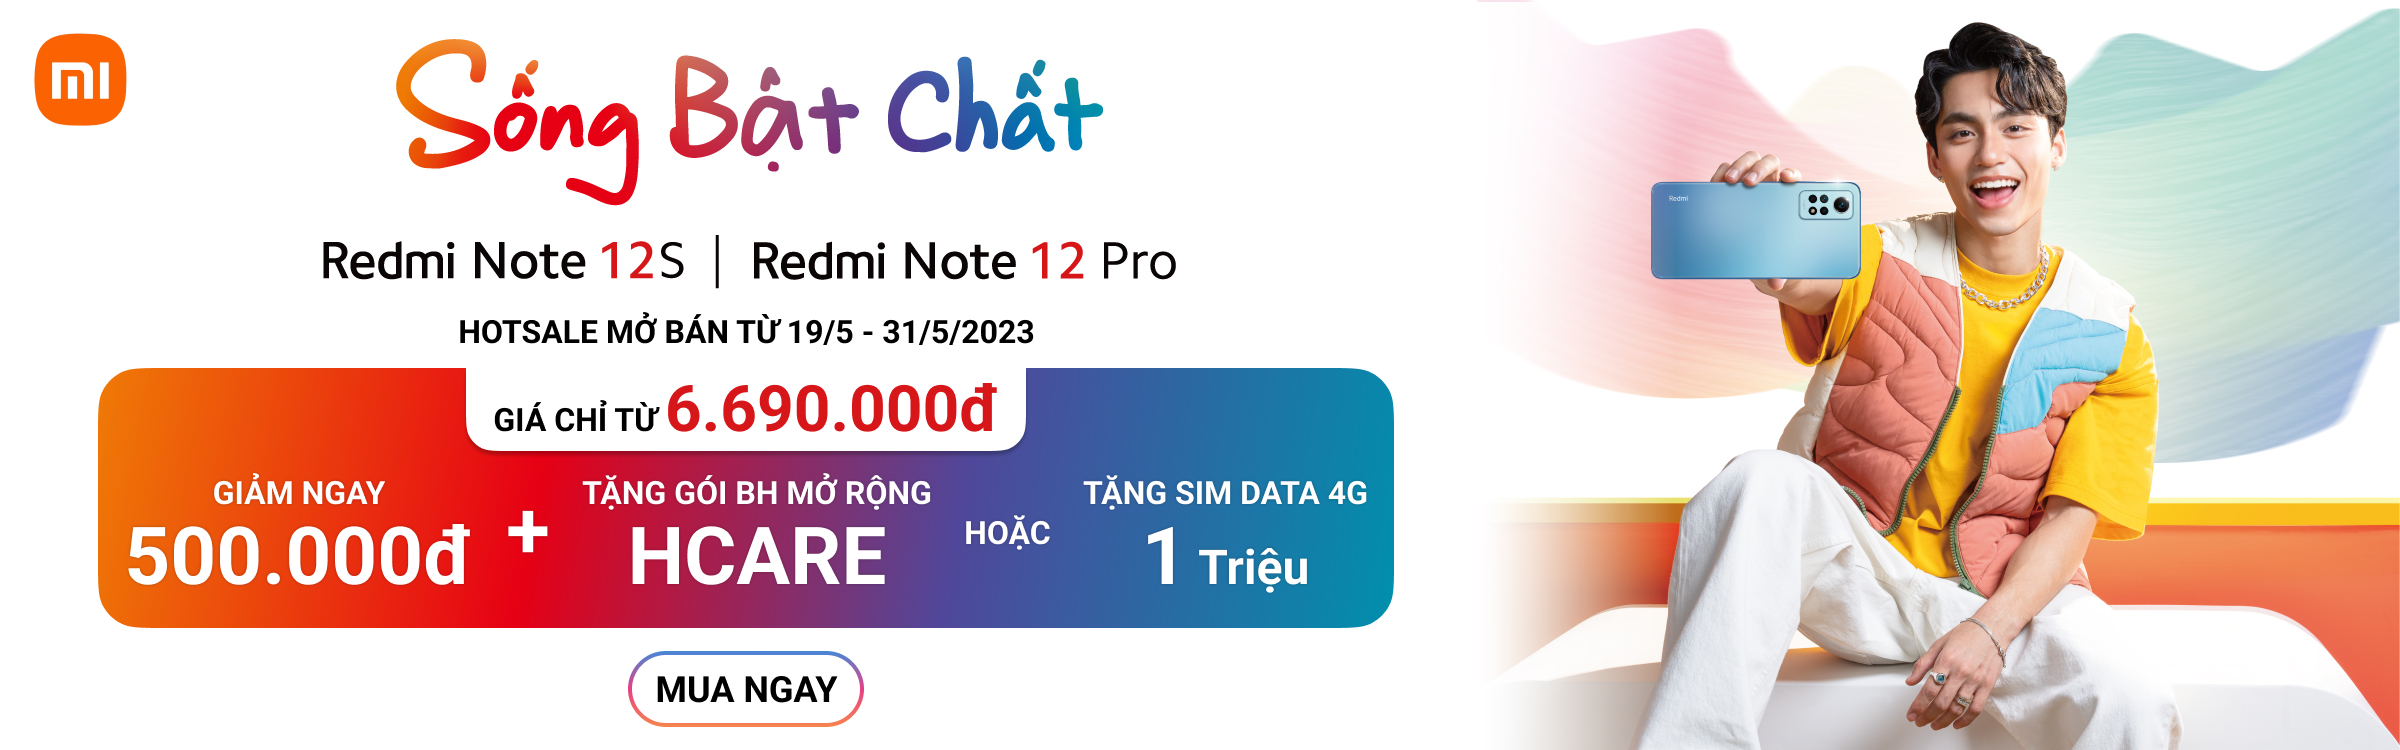 mi
Sống Bật Chất
Redmi Note 12S | Redmi Note 12 Pro
HOTSALE MỞ BÁN TỪ 19/5 - 31/5/2023
GIÁ CHỈ TỪ 6.690.000đ
GIẢM NGAY
500.000đ
+
TẶNG GÓI BH MỞ RỘNG
HCARE
HOẶC
TẶNG SIM DATA 4G
1 Triệu
MUA NGAY
Redmi